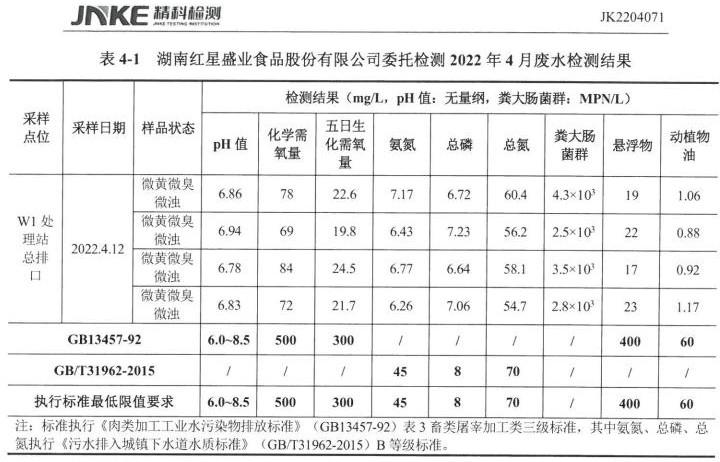 JNKE 精科检测
JNKE TESTING INSTITUTION
JK2204071
表 4-1 湖南红星盛业食品股份有限公司委托检测 2022 年 4 月废水检测结果
采样点位 采样日期 样品状态 检测结果（mg/L，pH 值：无量纲，粪大肠菌群：MPN/L）
pH 值 化学需氧量 五日生化需氧量 氨氮 总磷 总氮 粪大肠菌群 悬浮物 动植物油
W1 处理站总排口 2022.4.12 微黄微臭微浊 6.86 78 22.6 7.17 6.72 60.4 4.3×10³ 19 1.06
微黄微臭微浊 6.94 69 19.8 6.43 7.23 56.2 2.5×10³ 22 0.88
微黄微臭微浊 6.78 84 24.5 6.77 6.64 58.1 3.5×10³ 17 0.92
微黄微臭微浊 6.83 72 21.7 6.26 7.06 54.7 2.8×10³ 23 1.17
GB13457-92 6.0~8.5 500 300 / / / / 400 60
GB/T31962-2015 / / / 45 8 70 / / /
执行标准最低限值要求 6.0~8.5 500 300 45 8 70 / 400 60
注：标准执行《肉类加工工业水污染物排放标准》（GB13457-92）表 3 畜类屠宰加工类三级标准，其中氨氮、总磷、总
氮执行《污水排入城镇下水道水质标准》（GB/T31962-2015）B 等级标准。